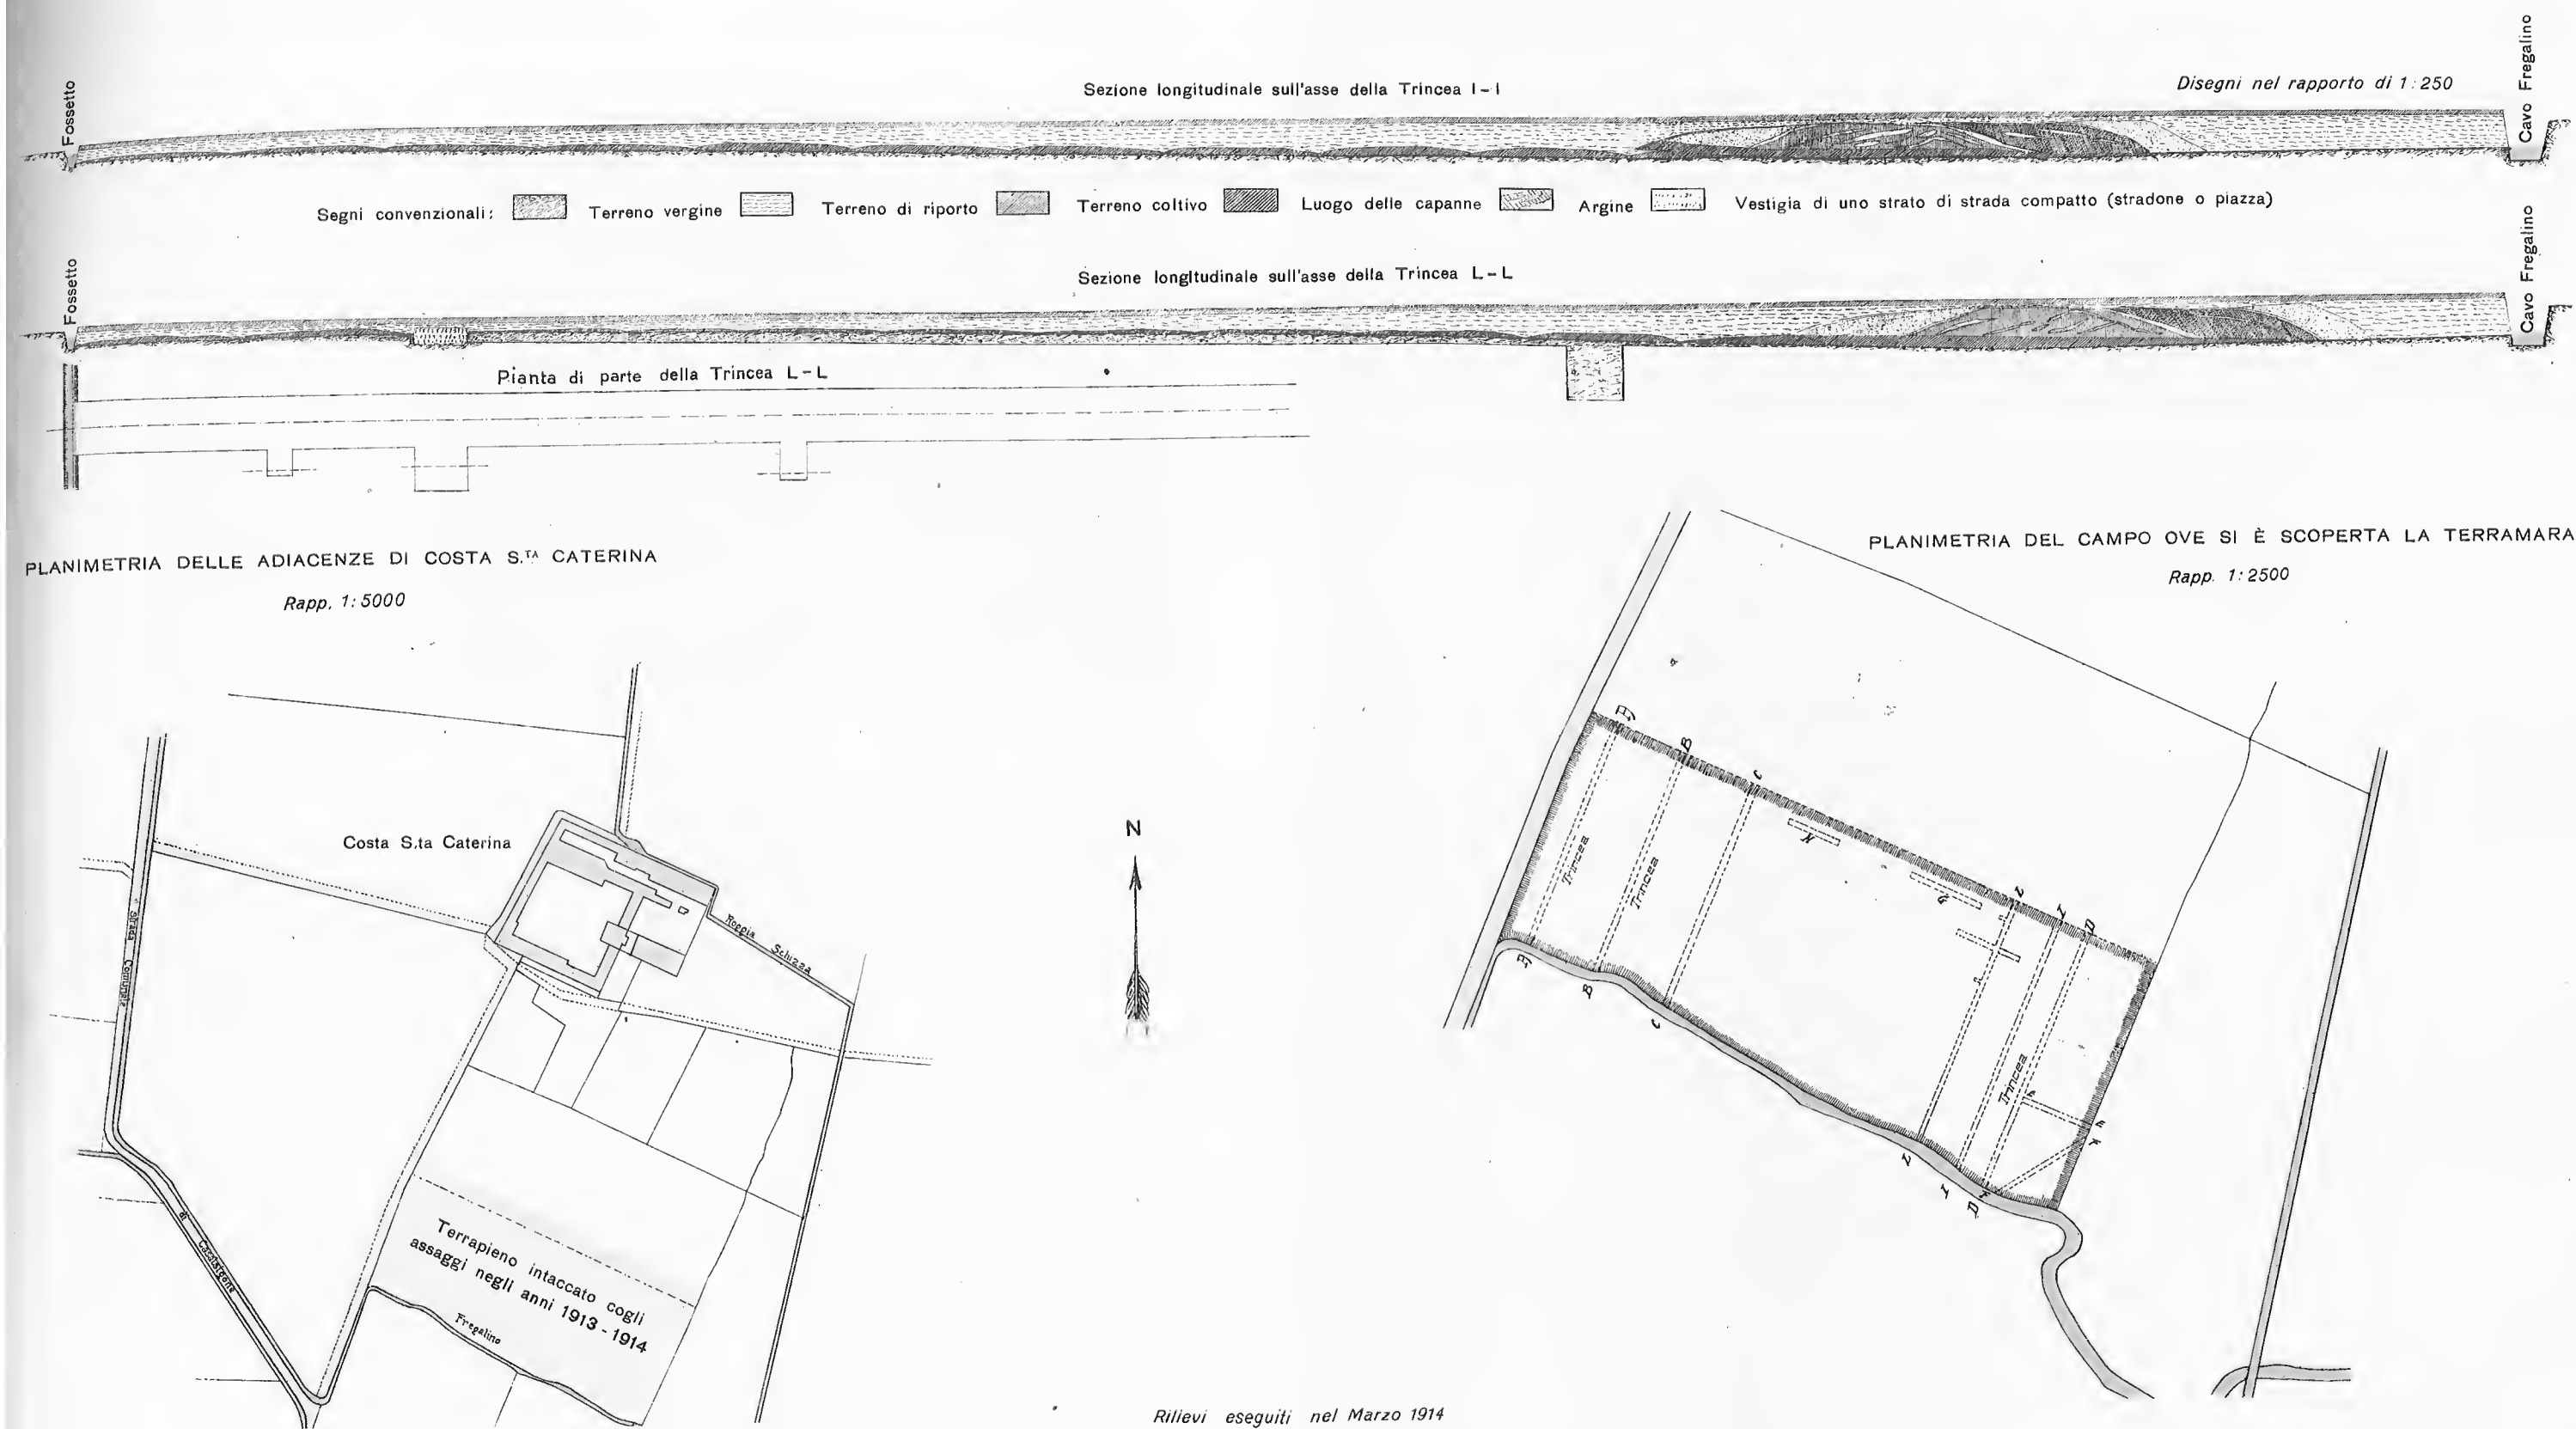 Sezione longitudinale sull'asse della Trincea I-I
Disegni nel rapporto di 1:250
Fossetto
Cavo Fregalino
Segni convenzionali: Terreno vergine Terreno di riporto Terreno coltivo Luogo delle capanne Argine Vestigia di uno strato di strada compatto (stradone o piazza)
Sezione longitudinale sull'asse della Trincea L-L
Fossetto
Cavo Fregalino
Pianta di parte della Trincea L-L
PLANIMETRIA DELLE ADIACENZE DI COSTA S.TA CATERINA
Rapp. 1:5000
Costa S.ta Caterina
Roggia Schizza
Strada Comunale
di
Terrapieno intaccato cogli
assaggi negli anni 1913-1914
Fregalino
N
PLANIMETRIA DEL CAMPO OVE SI È SCOPERTA LA TERRAMARA
Rapp. 1:2500
B
C
D
Trincea
Trincea
Trincea
B
C
I
D
Rilievi eseguiti nel Marzo 1914